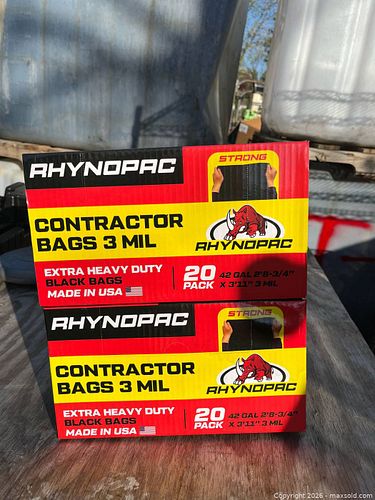 RHYNOPAC
STRONG
CONTRACTOR
BAGS 3 MIL
RHYNOPAC
EXTRA HEAVY DUTY
BLACK BAGS
MADE IN USA
20
PACK
42 GAL 2'8-3/4"
X 3'11" 3 MIL
RHYNOPAC
STRONG
CONTRACTOR
BAGS 3 MIL
RHYNOPAC
EXTRA HEAVY DUTY
BLACK BAGS
MADE IN USA
20
PACK
42 GAL 2'8-3/4"
X 3'11" 3 MIL
Copyright 2026 - maxsold.com